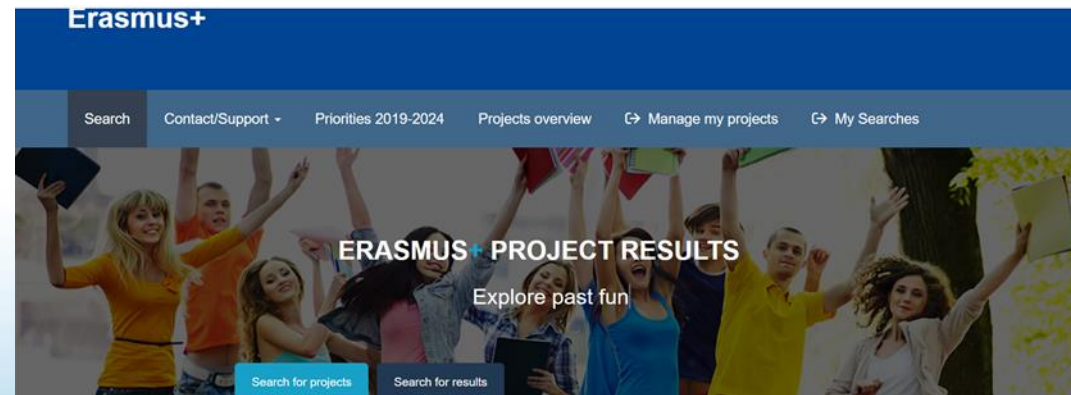 Erasmus+
Search Contact/Support Priorities 2019-2024 Projects overview Manage my projects My Searches
ERASMUS+ PROJECT RESULTS
Explore past fun
Search for projects Search for results